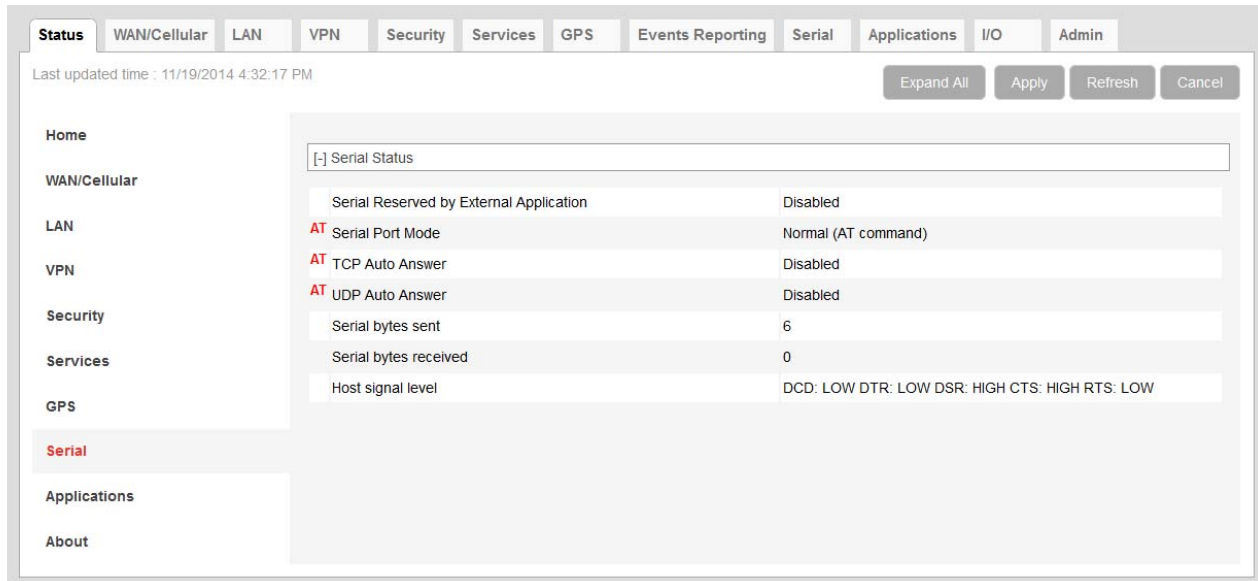 Status WAN/Cellular LAN VPN Security Services GPS Events Reporting Serial Applications I/O Admin
Last updated time : 11/19/2014 4:32:17 PM
Expand All Apply Refresh Cancel
Home
WAN/Cellular
LAN
VPN
Security
Services
GPS
Serial
Applications
About
[-] Serial Status
Serial Reserved by External Application Disabled
AT Serial Port Mode Normal (AT command)
AT TCP Auto Answer Disabled
AT UDP Auto Answer Disabled
Serial bytes sent 6
Serial bytes received 0
Host signal level DCD: LOW DTR: LOW DSR: HIGH CTS: HIGH RTS: LOW